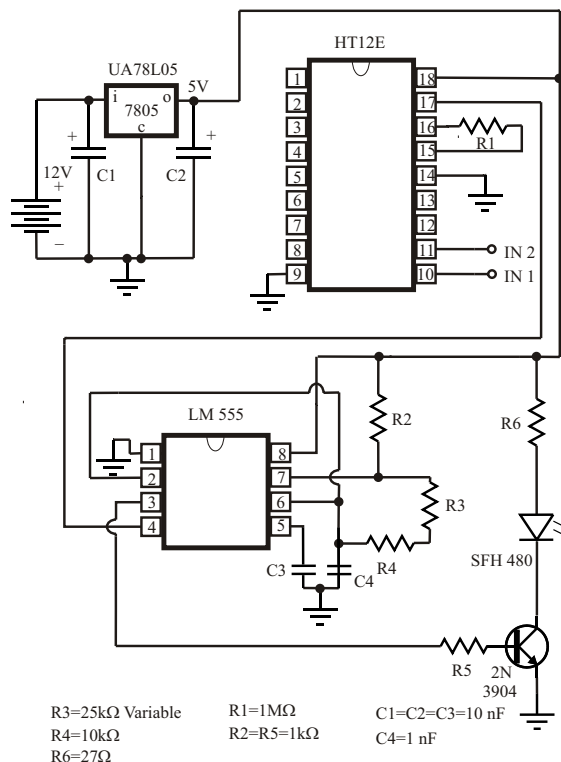 HT12E
UA78L05
5V
i o
7805
c
+ +
C1 C2
12V
+
−
1 18
2 17
3 16
4 15
5 14
6 13
7 12
8 11
9 10
R1
IN 2
IN 1
LM 555
1 8
2 7
3 6
4 5
R2
R6
R3
R4
C3
C4
SFH 480
R5
2N
3904
R3=25kΩ Variable
R4=10kΩ
R6=27Ω
R1=1MΩ
R2=R5=1kΩ
C1=C2=C3=10 nF
C4=1 nF